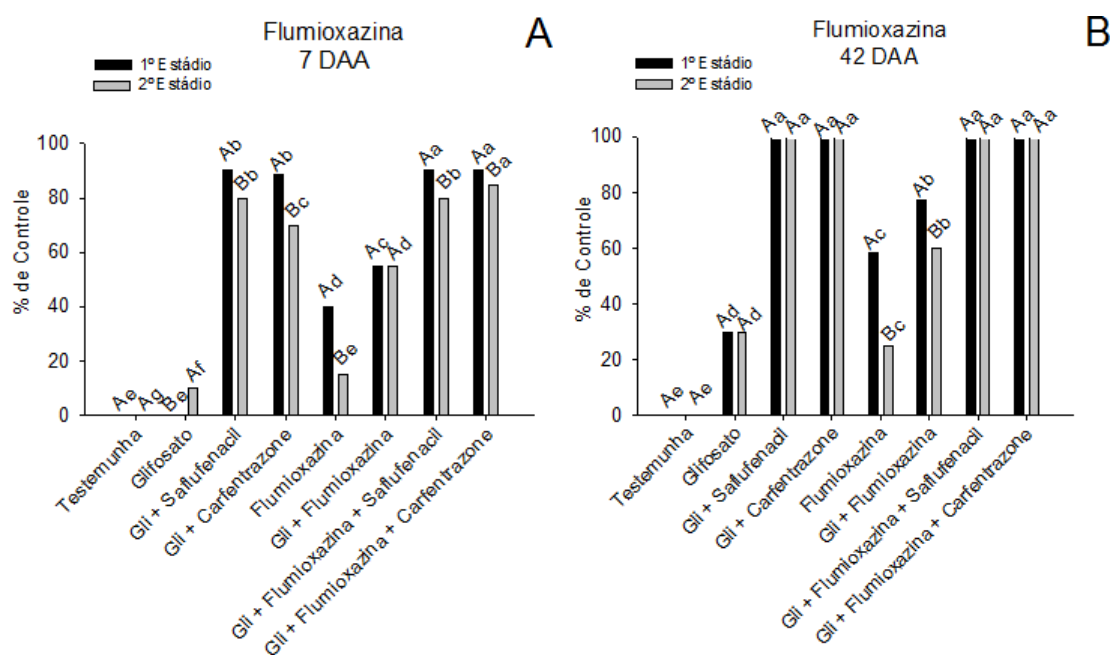 Flumioxazina
7 DAA
A
1º E stádio
2º E stádio
% de Controle
100
80
60
40
20
0
Ae
Ag
Be
Af
Ab
Bb
Ab
Bc
Ad
Be
Ac
Ad
Aa
Bb
Aa
Ba
Testemunha
Glifosato
Gli + Saflufenacil
Gli + Carfentrazone
Flumioxazina
Gli + Flumioxazina
Gli + Flumioxazina + Saflufenacil
Gli + Flumioxazina + Carfentrazone
Flumioxazina
42 DAA
B
1º E stádio
2º E stádio
% de Controle
100
80
60
40
20
0
Ae
Ae
Ad
Ad
Aa
Aa
Aa
Aa
Ac
Bc
Ab
Bb
Aa
Aa
Aa
Aa
Testemunha
Glifosato
Gli + Saflufenacil
Gli + Carfentrazone
Flumioxazina
Gli + Flumioxazina
Gli + Flumioxazina + Saflufenacil
Gli + Flumioxazina + Carfentrazone